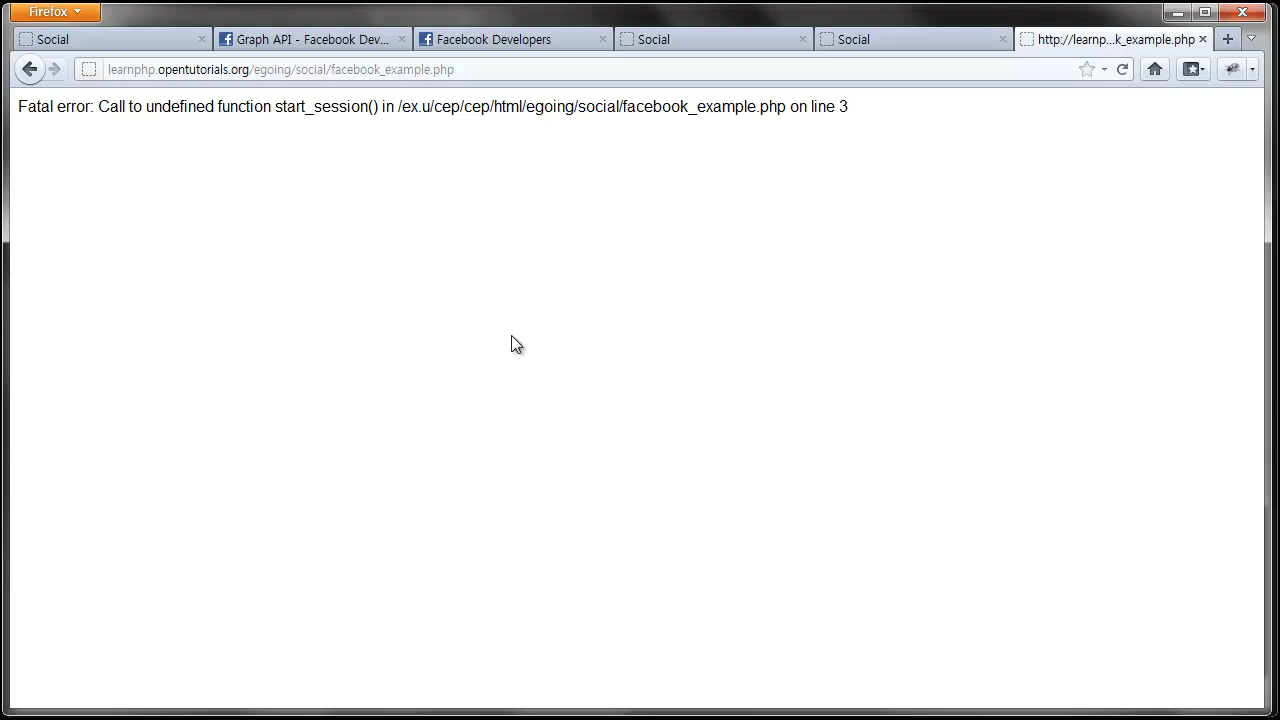 Firefox
Social
Graph API - Facebook Dev...
Facebook Developers
Social
Social
http://learnp...k_example.php
learnphp.opentutorials.org/egoing/social/facebook_example.php
Fatal error: Call to undefined function start_session() in /ex.u/cep/cep/html/egoing/social/facebook_example.php on line 3